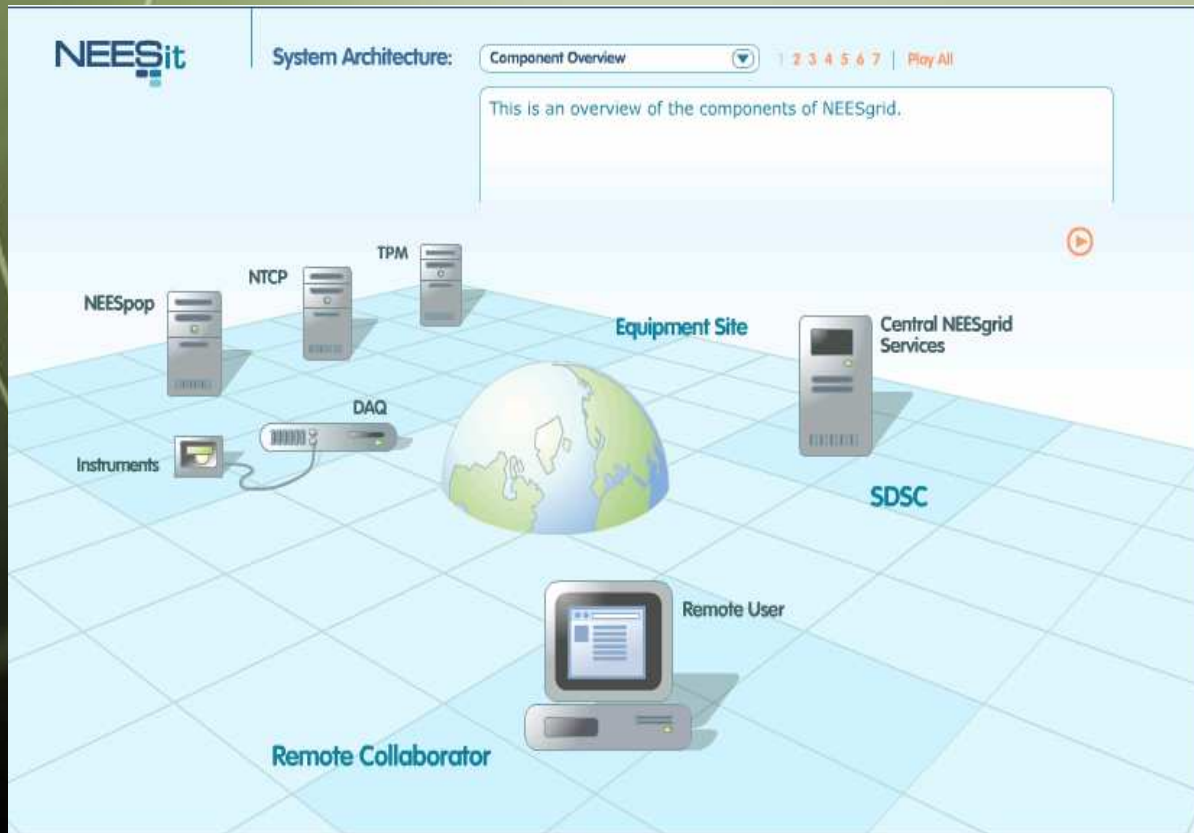 NEESit
System Architecture:
Component Overview
1 2 3 4 5 6 7 | Play All
This is an overview of the components of NEESgrid.
TPM
NTCP
NEESpop
Equipment Site
Central NEESgrid
Services
DAQ
Instruments
SDSC
Remote User
Remote Collaborator